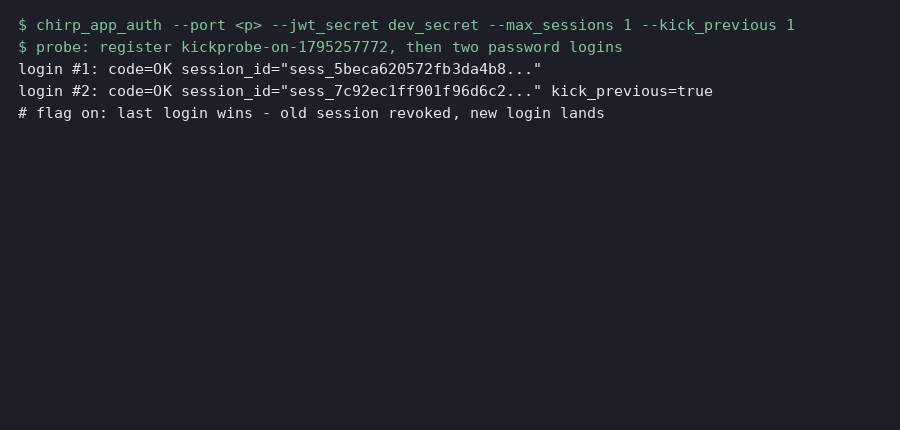 $ chirp_app_auth --port <p> --jwt_secret dev_secret --max_sessions 1 --kick_previous 1
$ probe: register kickprobe-on-1795257772, then two password logins
login #1: code=OK session_id="sess_5beca620572fb3da4b8..."
login #2: code=OK session_id="sess_7c92ec1ff901f96d6c2..." kick_previous=true
# flag on: last login wins - old session revoked, new login lands